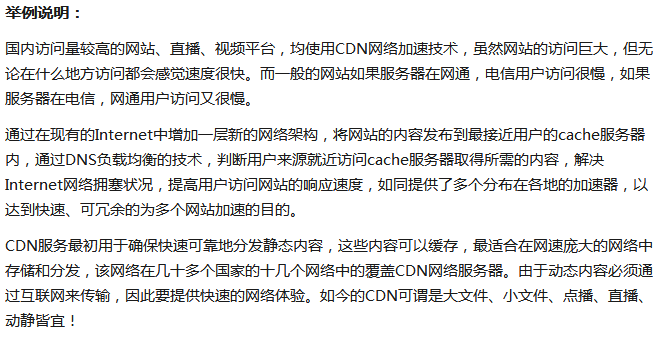 举例说明：
国内访问量较高的网站、直播、视频平台，均使用CDN网络加速技术，虽然网站的访问巨大，但无
论在什么地方访问都会感觉速度很快。而一般的网站如果服务器在网通，电信用户访问很慢，如果
服务器在电信，网通用户访问又很慢。
通过在现有的Internet中增加一层新的网络架构，将网站的内容发布到最接近用户的cache服务器
内，通过DNS负载均衡的技术，判断用户来源就近访问cache服务器取得所需的内容，解决
Internet网络拥塞状况，提高用户访问网站的响应速度，如同提供了多个分布在各地的加速器，以
达到快速、可冗余的为多个网站加速的目的。
CDN服务最初用于确保快速可靠地分发静态内容，这些内容可以缓存，最适合在网速庞大的网络中
存储和分发，该网络在几十多个国家的十几个网络中的覆盖CDN网络服务器。由于动态内容必须通
过互联网来传输，因此要提供快速的网络体验。如今的CDN可谓是大文件、小文件、点播、直播、
动静皆宜！